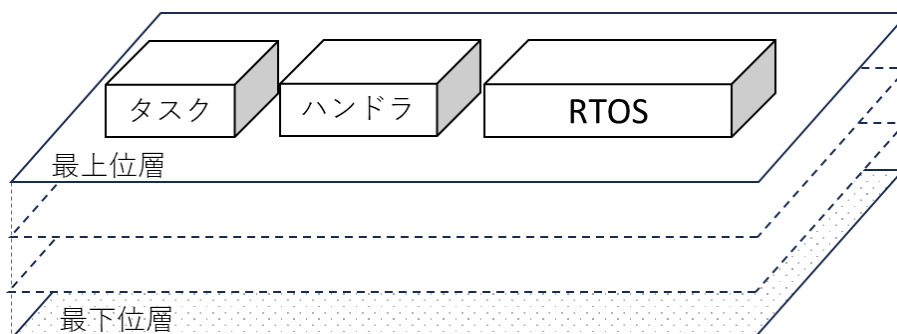 タスク
ハンドラ
RTOS
最上位層
最下位層